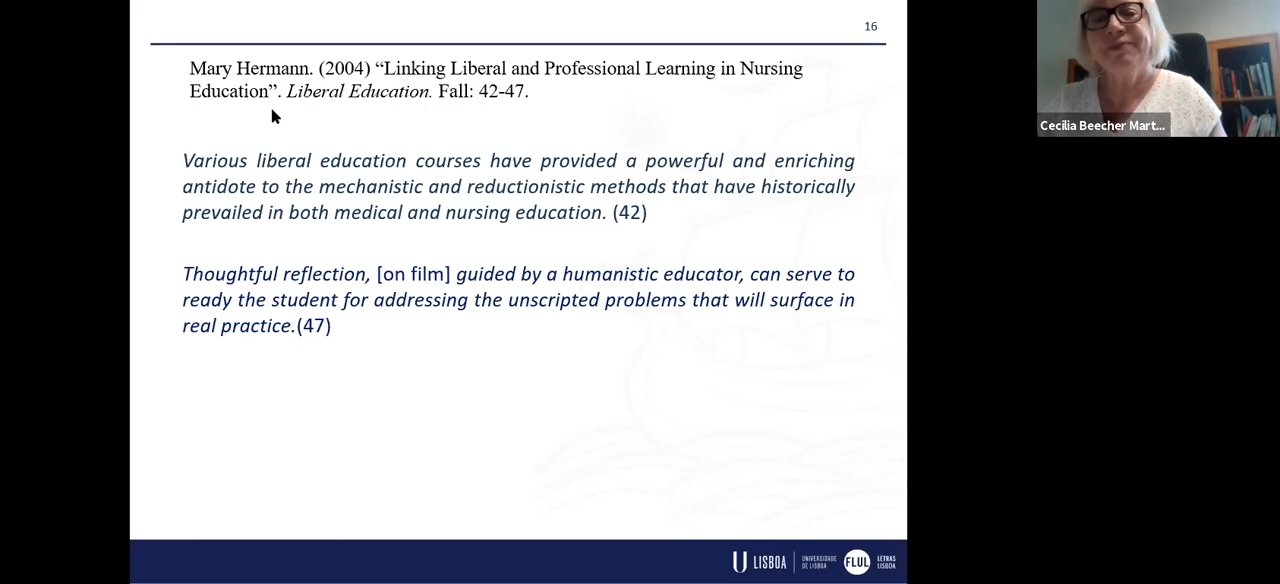 16
Mary Hermann. (2004) “Linking Liberal and Professional Learning in Nursing
Education”. Liberal Education. Fall: 42-47.
Various liberal education courses have provided a powerful and enriching
antidote to the mechanistic and reductionistic methods that have historically
prevailed in both medical and nursing education. (42)
Thoughtful reflection, [on film] guided by a humanistic educator, can serve to
ready the student for addressing the unscripted problems that will surface in
real practice.(47)
Cecilia Beecher Mart...
U LISBOA
UNIVERSIDADE
DE LISBOA
FLUL
LETRAS
LISBOA